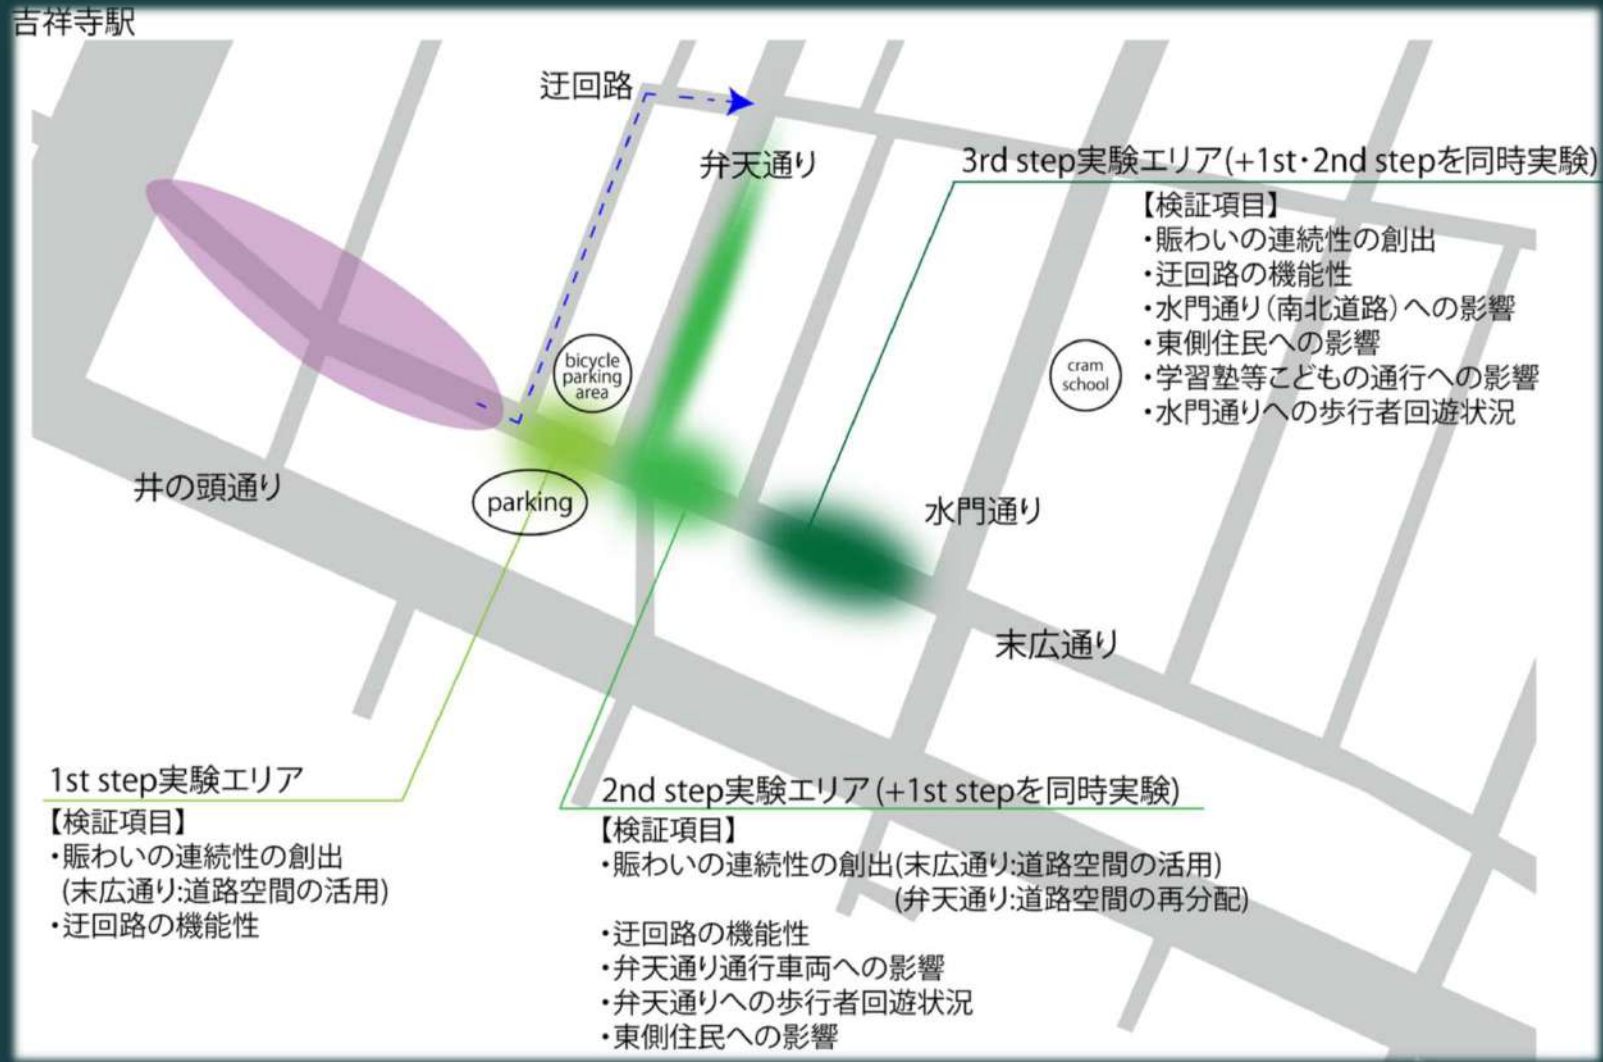 吉祥寺駅
迂回路
弁天通り
3rd step実験エリア(+1st・2nd stepを同時実験)
【検証項目】
・賑わいの連続性の創出
・迂回路の機能性
・水門通り(南北道路)への影響
・東側住民への影響
・学習塾等こどもの通行への影響
・水門通りへの歩行者回遊状況
bicycle
parking
area
cram
school
井の頭通り
parking
水門通り
末広通り
1st step実験エリア
【検証項目】
・賑わいの連続性の創出
(末広通り:道路空間の活用)
・迂回路の機能性
2nd step実験エリア(+1st stepを同時実験)
【検証項目】
・賑わいの連続性の創出(末広通り:道路空間の活用)
(弁天通り:道路空間の再分配)
・迂回路の機能性
・弁天通り通行車両への影響
・弁天通りへの歩行者回遊状況
・東側住民への影響